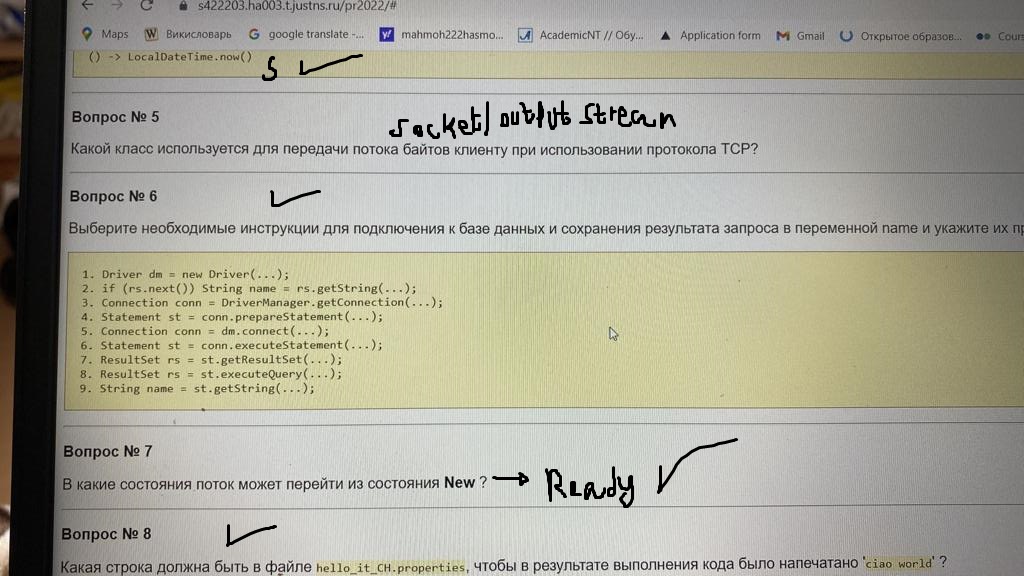 s422203.ha003.t.justns.ru/pr2022/#
Maps Викисловарь google translate -... mahmoh222hasmo... AcademicNT // Обу... Application form Gmail Открытое образов... Cours
() -> LocalDateTime.now()
5
Вопрос № 5
socket/output stream
Какой класс используется для передачи потока байтов клиенту при использовании протокола TCP?
Вопрос № 6
Выберите необходимые инструкции для подключения к базе данных и сохранения результата запроса в переменной name и укажите их п
1. Driver dm = new Driver(...);
2. if (rs.next()) String name = rs.getString(...);
3. Connection conn = DriverManager.getConnection(...);
4. Statement st = conn.prepareStatement(...);
5. Connection conn = dm.connect(...);
6. Statement st = conn.executeStatement(...);
7. ResultSet rs = st.getResultSet(...);
8. ResultSet rs = st.executeQuery(...);
9. String name = st.getString(...);
Вопрос № 7
В какие состояния поток может перейти из состояния New ? → Ready
Вопрос № 8
Какая строка должна быть в файле hello_it_CH.properties, чтобы в результате выполнения кода было напечатано 'ciao world' ?